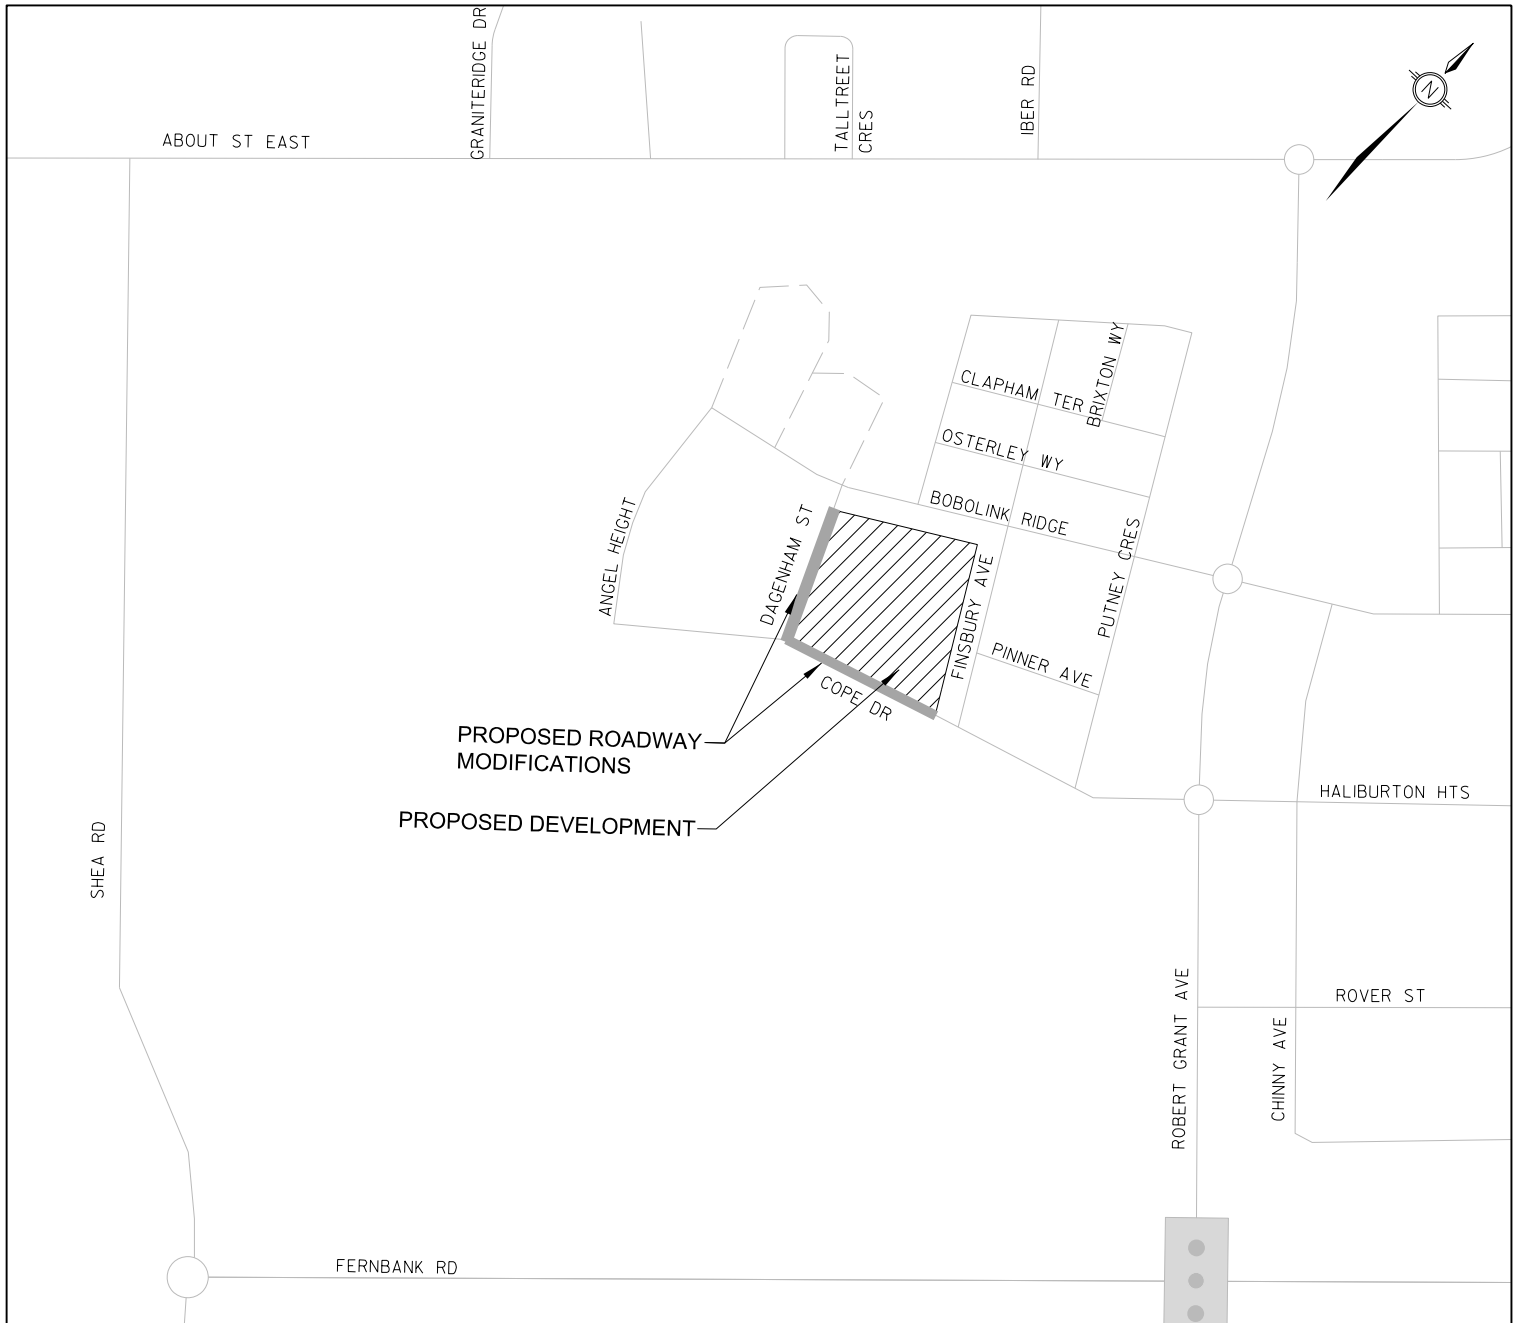 GRANITERIDGE DR
TALLTREET
CRES
IBER RD
N
ABOUT ST EAST
CLAPHAM TER
BRIXTON WY
OSTERLEY WY
BOBOLINK RIDGE
ANGEL HEIGHT
DAGENHAM ST
FINSBURY AVE
PUTNEY CRES
PINNER AVE
COPE DR
PROPOSED ROADWAY
MODIFICATIONS
PROPOSED DEVELOPMENT
HALIBURTON HTS
SHEA RD
ROVER ST
ROBERT GRANT AVE
CHINNY AVE
FERNBANK RD